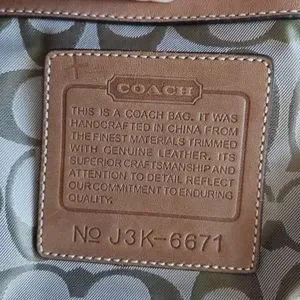 COACH
THIS IS A COACH BAG. IT WAS
HANDCRAFTED IN CHINA FROM
THE FINEST MATERIALS TRIMMED
WITH GENUINE LEATHER. ITS
SUPERIOR CRAFTSMANSHIP AND
ATTENTION TO DETAIL REFLECT
OUR COMMITMENT TO ENDURING
QUALITY.
No J3K-6671